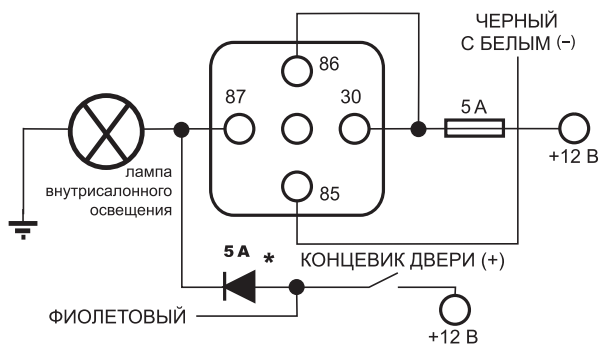 ЧЕРНЫЙ
С БЕЛЫМ (–)
86
87
30
5 А
+12 В
лампа
внутрисалонного
освещения
85
5 А *
КОНЦЕВИК ДВЕРИ (+)
ФИОЛЕТОВЫЙ
+12 В